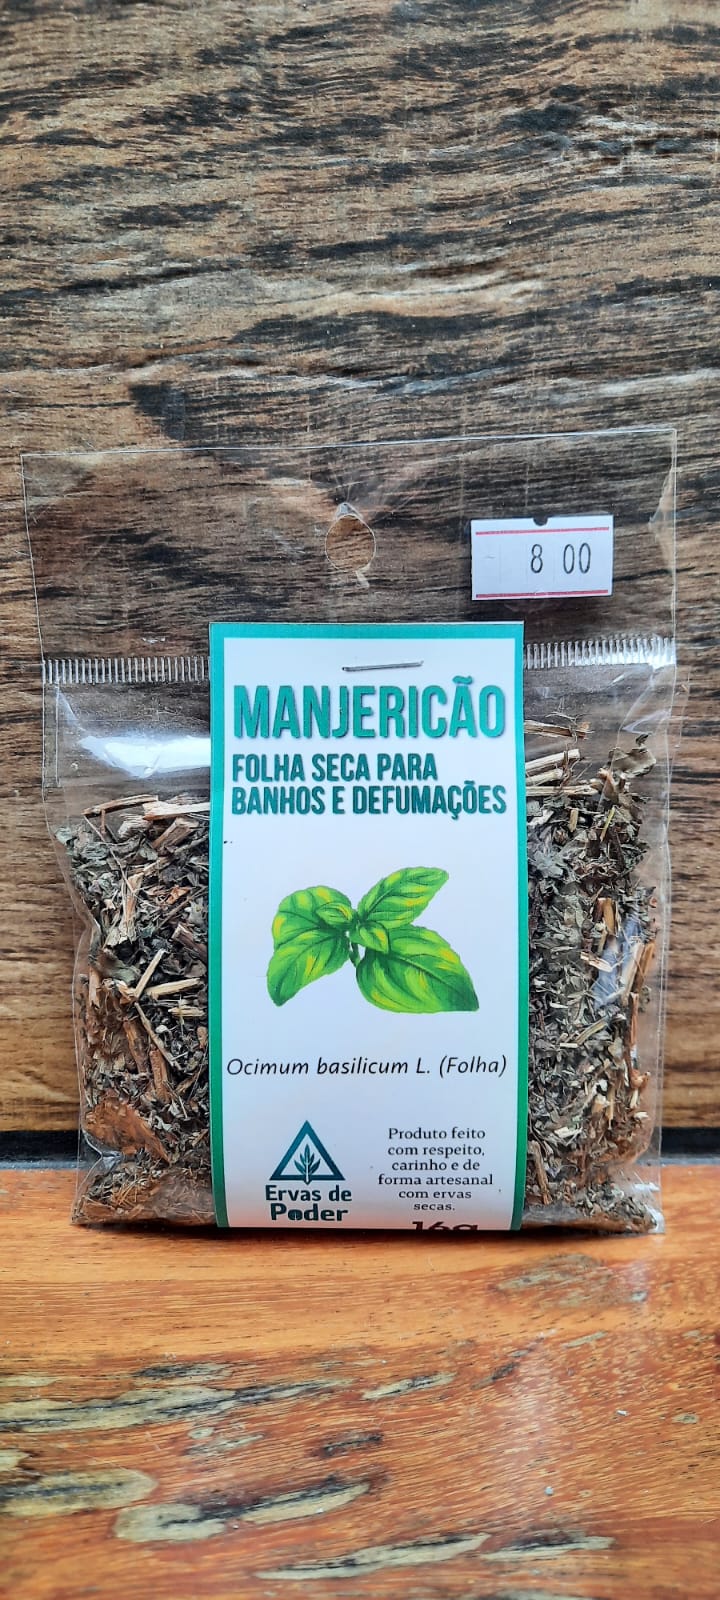 8 00
MANJERICÃO
FOLHA SECA PARA
BANHOS E DEFUMAÇÕES
Ocimum basilicum L. (Folha)
Ervas de
Poder
Produto feito
com respeito,
carinho e de
forma artesanal
com ervas
secas.
16g